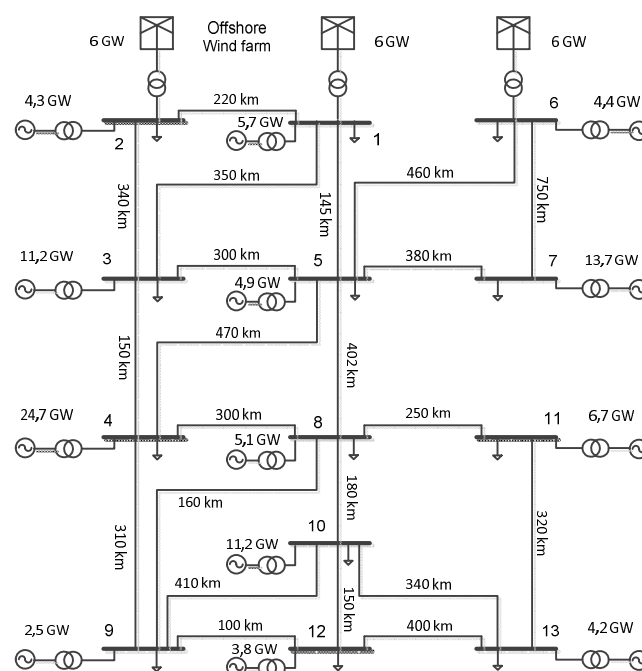 6 GW
Offshore
Wind farm
6 GW
6 GW
4,3 GW
220 km
5,7 GW
6
4,4 GW
2
1
350 km
460 km
340 km
145 km
750 km
11,2 GW
3
300 km
5
380 km
7
13,7 GW
4,9 GW
470 km
150 km
402 km
24,7 GW
4
300 km
8
250 km
11
6,7 GW
5,1 GW
160 km
180 km
310 km
10
320 km
11,2 GW
410 km
150 km
340 km
2,5 GW
9
100 km
12
400 km
13
4,2 GW
3,8 GW